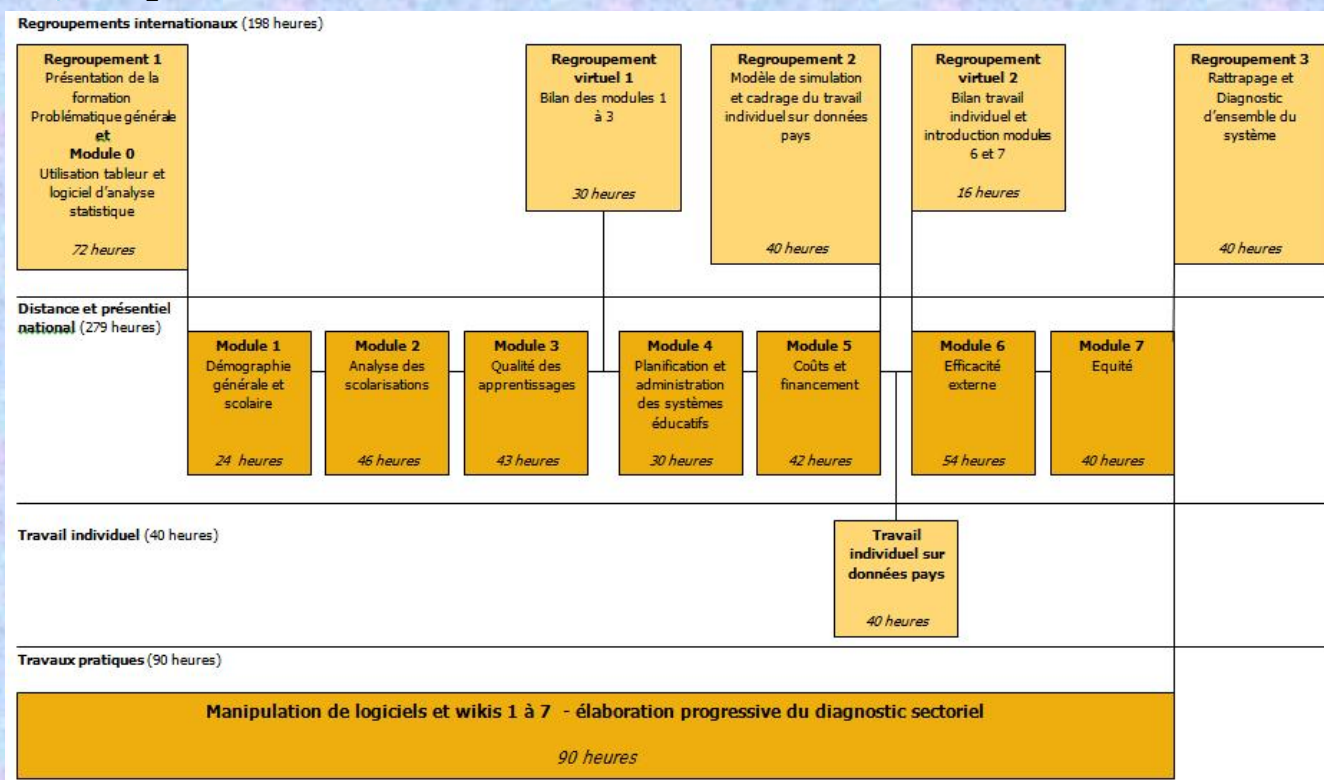 Regroupements internationaux (198 heures)
Regroupement 1
Présentation de la
formation
Problématique générale
et
Module 0
Utilisation tableur et
logiciel d'analyse
statistique
72 heures
Regroupement
virtuel 1
Bilan des modules 1
à 3
30 heures
Regroupement 2
Modèle de simulation
et cadrage du travail
individuel sur données
pays
40 heures
Regroupement
virtuel 2
Bilan travail
individuel et
introduction modules
6 et 7
16 heures
Regroupement 3
Rattrapage et
Diagnostic
d'ensemble du
système
40 heures
Distance et présentiel
national (279 heures)
Module 1
Démographie
générale et
scolaire
24 heures
Module 2
Analyse des
scolarisations
46 heures
Module 3
Qualité des
apprentissages
43 heures
Module 4
Planification et
administration
des systèmes
éducatifs
30 heures
Module 5
Coûts et
financement
42 heures
Module 6
Efficacité
externe
54 heures
Module 7
Equité
40 heures
Travail individuel (40 heures)
Travail
individuel sur
données pays
40 heures
Travaux pratiques (90 heures)
Manipulation de logiciels et wikis 1 à 7 - élaboration progressive du diagnostic sectoriel
90 heures